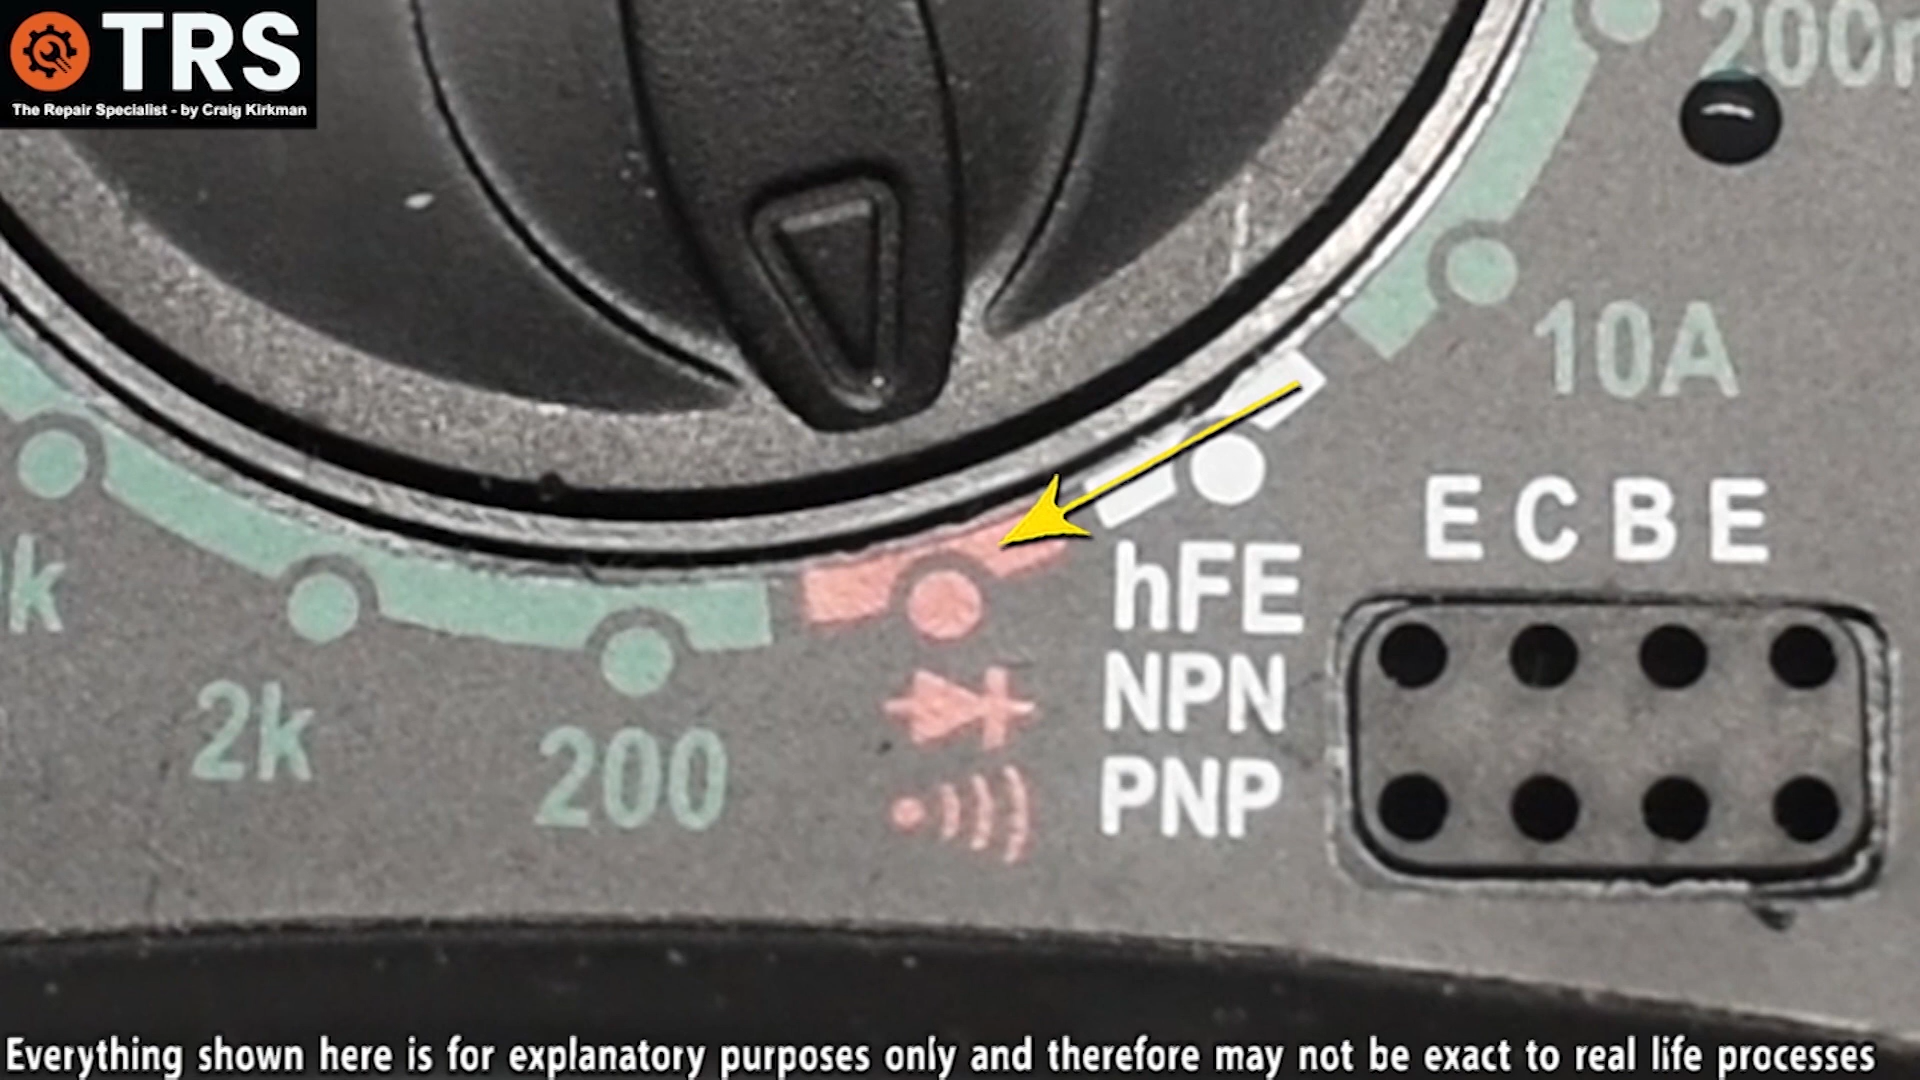 TRS
The Repair Specialist - by Craig Kirkman
10A
E C B E
hFE
NPN
PNP
2k
200
Everything shown here is for explanatory purposes only and therefore may not be exact to real life processes